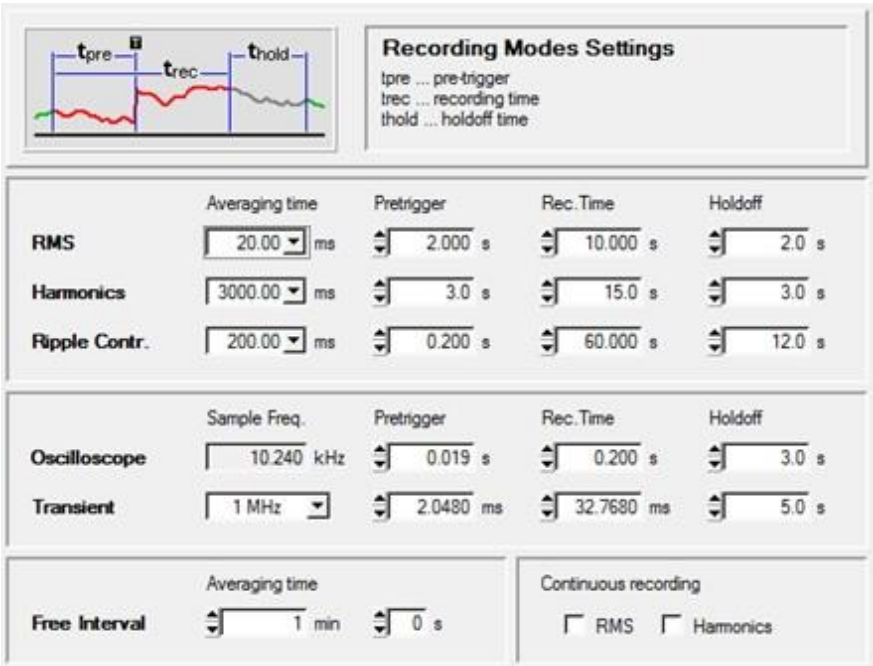 T
tpre
trec
thold
Recording Modes Settings
tpre ... pre-trigger
trec ... recording time
thold ... holdoff time
Averaging time Pretrigger Rec.Time Holdoff
RMS 20.00 ms 2.000 s 10.000 s 2.0 s
Harmonics 3000.00 ms 3.0 s 15.0 s 3.0 s
Ripple Contr. 200.00 ms 0.200 s 60.000 s 12.0 s
Sample Freq. Pretrigger Rec.Time Holdoff
Oscilloscope 10.240 kHz 0.019 s 0.200 s 3.0 s
Transient 1 MHz 2.0480 ms 32.7680 ms 5.0 s
Averaging time
Free Interval 1 min 0 s
Continuous recording
RMS Harmonics